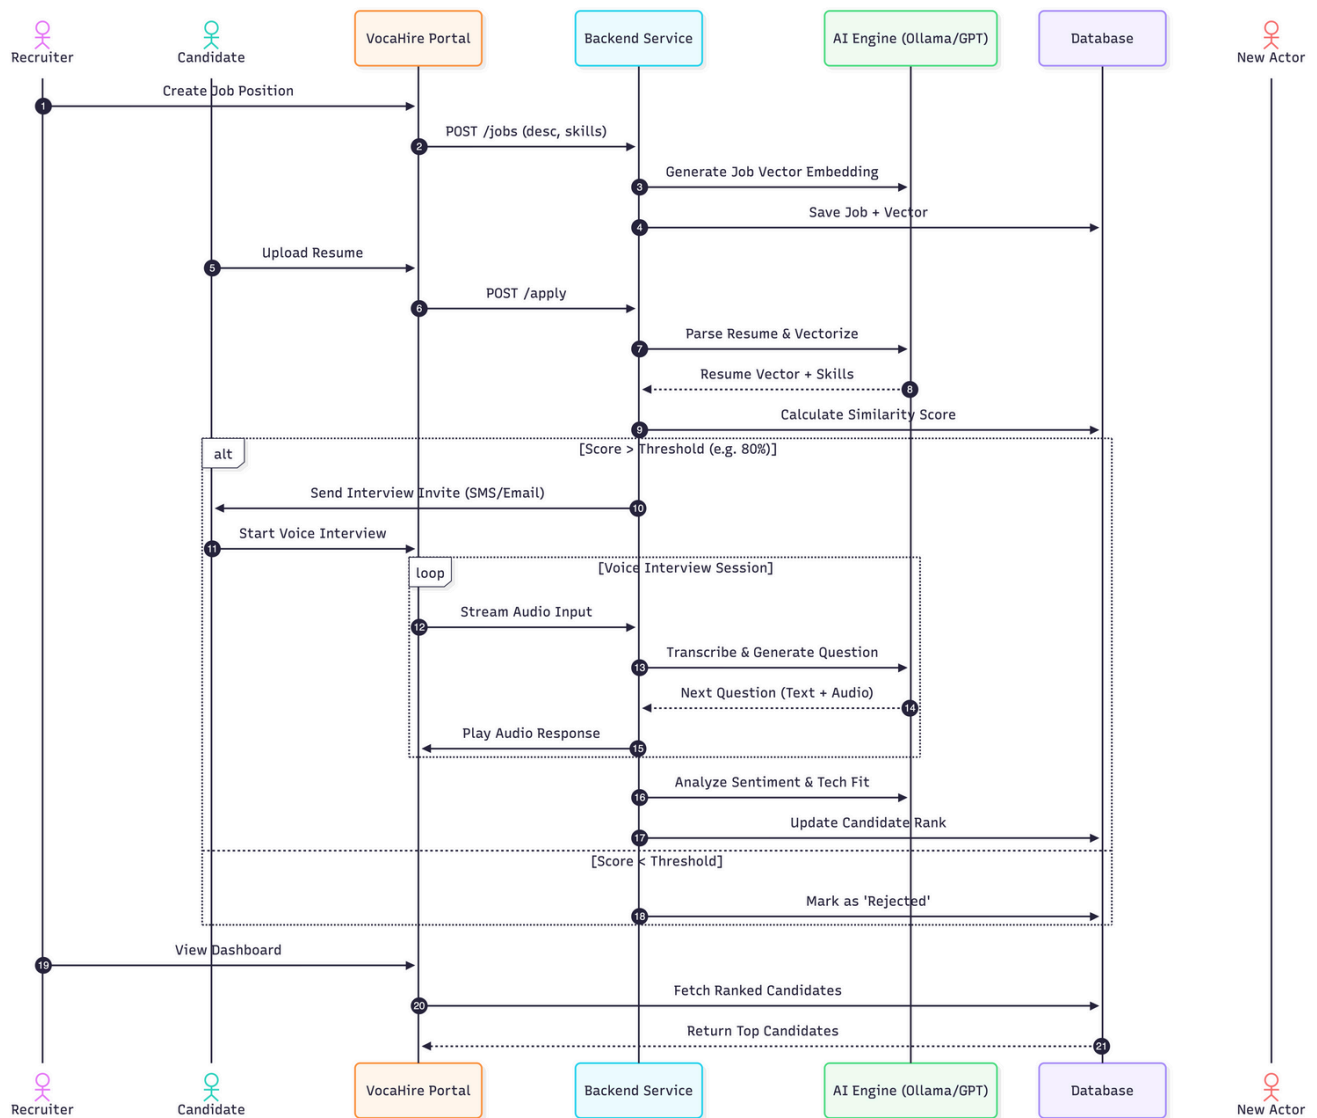 Recruiter
Candidate
VocaHire Portal
Backend Service
AI Engine (Ollama/GPT)
Database
New Actor
Create Job Position
1
POST /jobs (desc, skills)
2
Generate Job Vector Embedding
3
Save Job + Vector
4
Upload Resume
5
POST /apply
6
Parse Resume & Vectorize
7
Resume Vector + Skills
8
Calculate Similarity Score
9
alt
[Score > Threshold (e.g. 80%)]
Send Interview Invite (SMS/Email)
10
Start Voice Interview
11
loop
[Voice Interview Session]
Stream Audio Input
12
Transcribe & Generate Question
13
Next Question (Text + Audio)
14
Play Audio Response
15
Analyze Sentiment & Tech Fit
16
Update Candidate Rank
17
[Score < Threshold]
Mark as 'Rejected'
18
View Dashboard
19
Fetch Ranked Candidates
20
Return Top Candidates
21
Recruiter
Candidate
VocaHire Portal
Backend Service
AI Engine (Ollama/GPT)
Database
New Actor